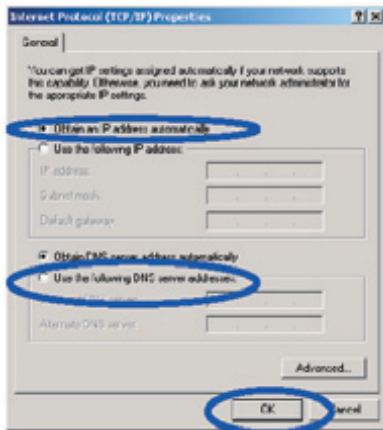 Internet Protocol (TCP/IP) Properties
General
You can get IP settings assigned automatically if your network supports
this capability. Otherwise, you need to ask your network administrator for
the appropriate IP settings.
Obtain an IP address automatically
Use the following IP address:
IP address:
Subnet mask:
Default gateway:
Obtain DNS server address automatically
Use the following DNS server addresses:
DNS server:
Alternate DNS server:
Advanced...
OK
Cancel